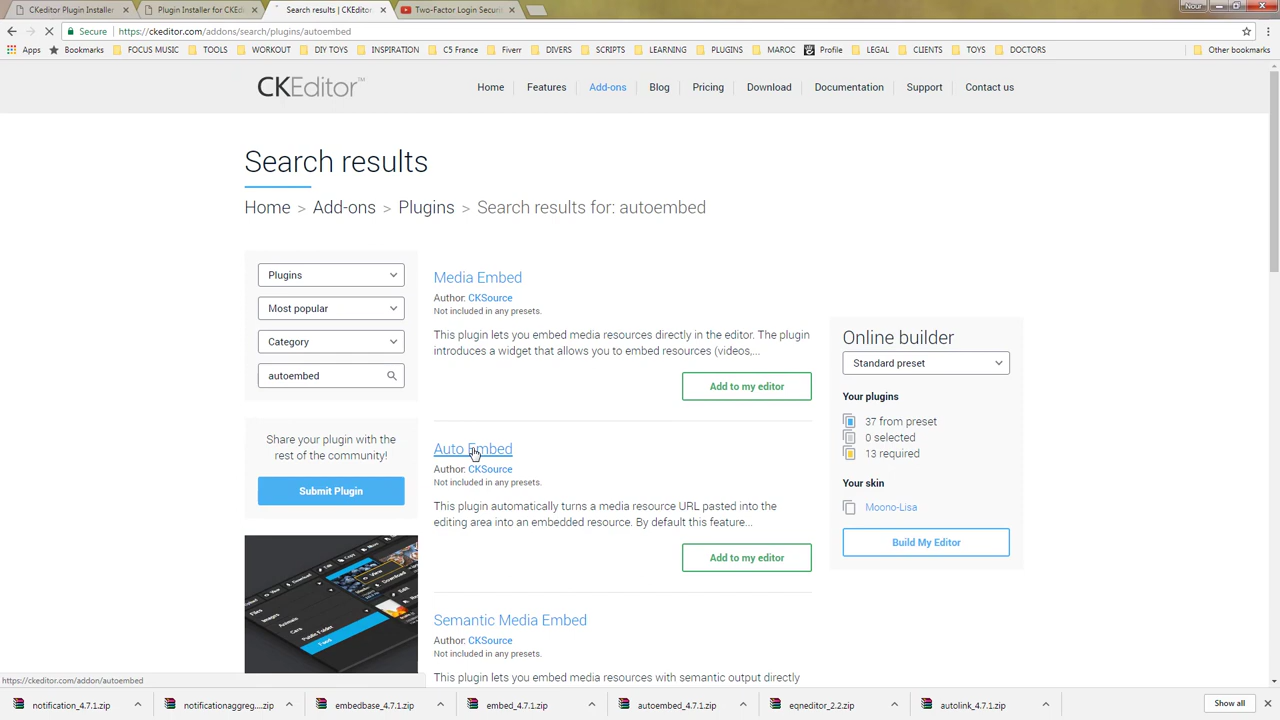 CKeditor Plugin Installer
Plugin Installer for CKEdi
Search results | CKEditor.
Two-Factor Login Securi
Nour
Secure
https://ckeditor.com/addons/search/plugins/autoembed
Apps
Bookmarks
FOCUS MUSIC
TOOLS
WORKOUT
DIY TOYS
INSPIRATION
C5 France
Fiverr
DIVERS
SCRIPTS
LEARNING
PLUGINS
MAROC
Profile
LEGAL
CLIENTS
TOYS
DOCTORS
Other bookmarks
CKEditor™
Home
Features
Add-ons
Blog
Pricing
Download
Documentation
Support
Contact us
Search results
Home > Add-ons > Plugins > Search results for: autoembed
Plugins
Most popular
Category
autoembed
Share your plugin with the
rest of the community!
Submit Plugin
Media Embed
Author: CKSource
Not included in any presets.
This plugin lets you embed media resources directly in the editor. The plugin
introduces a widget that allows you to embed resources (videos,...
Add to my editor
Auto Embed
Author: CKSource
Not included in any presets.
This plugin automatically turns a media resource URL pasted into the
editing area into an embedded resource. By default this feature...
Add to my editor
Semantic Media Embed
Author: CKSource
Not included in any presets.
This plugin lets you embed media resources with semantic output directly
Online builder
Standard preset
Your plugins
37 from preset
0 selected
13 required
Your skin
Moono-Lisa
Build My Editor
https://ckeditor.com/addon/autoembed
notification_4.7.1.zip
notificationaggreg....zip
embedbase_4.7.1.zip
embed_4.7.1.zip
autoembed_4.7.1.zip
eqneditor_2.2.zip
autolink_4.7.1.zip
Show all